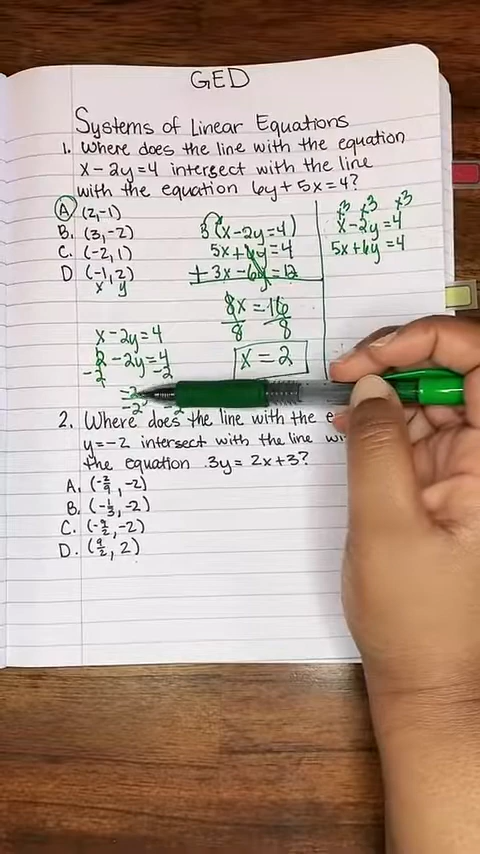 GED
Systems of Linear Equations
1. Where does the line with the equation
x - 2y = 4 intersect with the line
with the equation 6y + 5x = 4?
A (2, -1)
B. (3, -2)
C. (-2, 1)
D (-1, 2)
x y
3(x - 2y = 4)
5x + 6y = 4
+ 3x - 6y = 12
8x = 16
8 8
x = 2
x3 x3 x3
x - 2y = 4
5x + 6y = 4
x - 2y = 4
2 - 2y = 4
-2 -2
-2
-2 -2
2. Where does the line with the
y = -2 intersect with the line
the equation 3y = 2x + 3?
A. (-2/9, -2)
B. (-1/3, -2)
C. (-9/2, -2)
D. (9/2, 2)